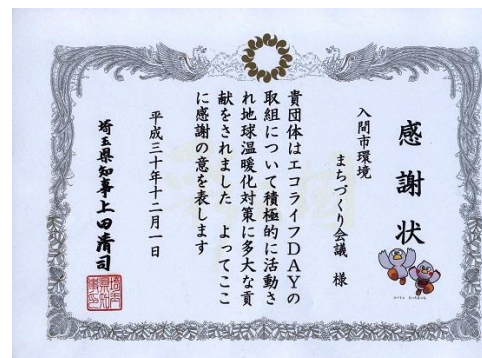 感謝状
入間市環境
まちづくり会議 様
貴団体はエコライフDAYの
取組について積極的に活動さ
れ地球温暖化対策に多大な貢
献をされました よってここ
に感謝の意を表します
平成三十年十二月一日
埼玉県知事上田清司